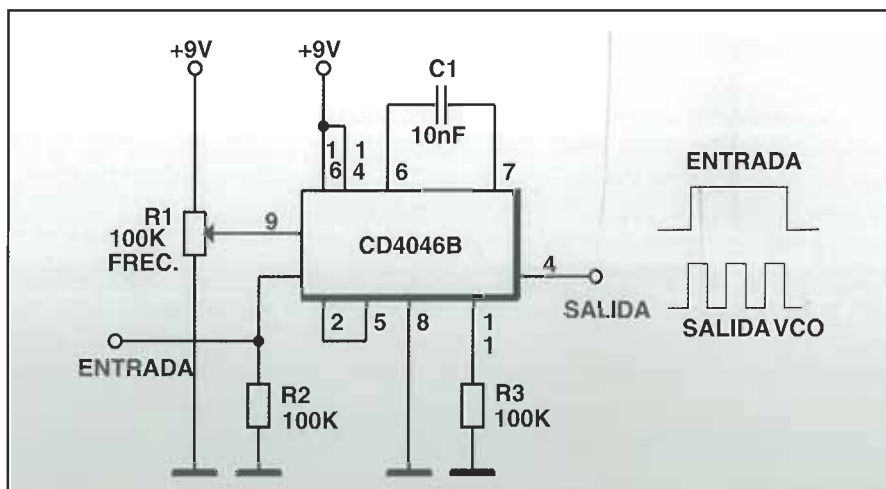 +9V
+9V
C1
10nF
1
6
1
4
6
7
ENTRADA
R1
100K
FREC.
9
CD4046B
4
SALIDA
SALIDA VCO
2
5
8
1
1
ENTRADA
R2
100K
R3
100K